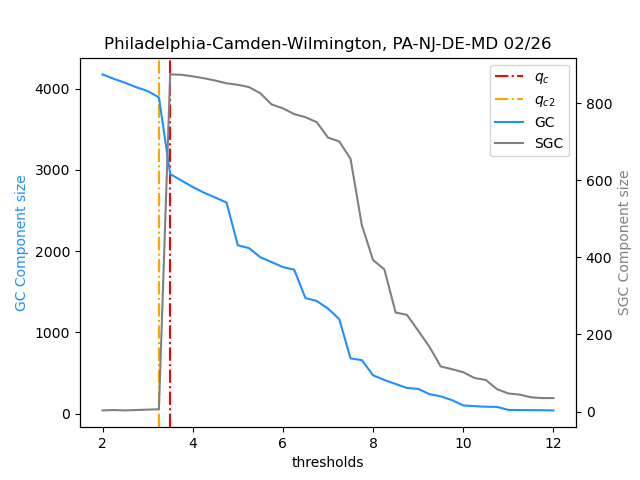 Philadelphia-Camden-Wilmington, PA-NJ-DE-MD 02/26
GC Component size
4000
3000
2000
1000
0
q_c
q_c2
GC
SGC
800
600
400
200
0
SGC Component size
2
4
6
8
10
12
thresholds